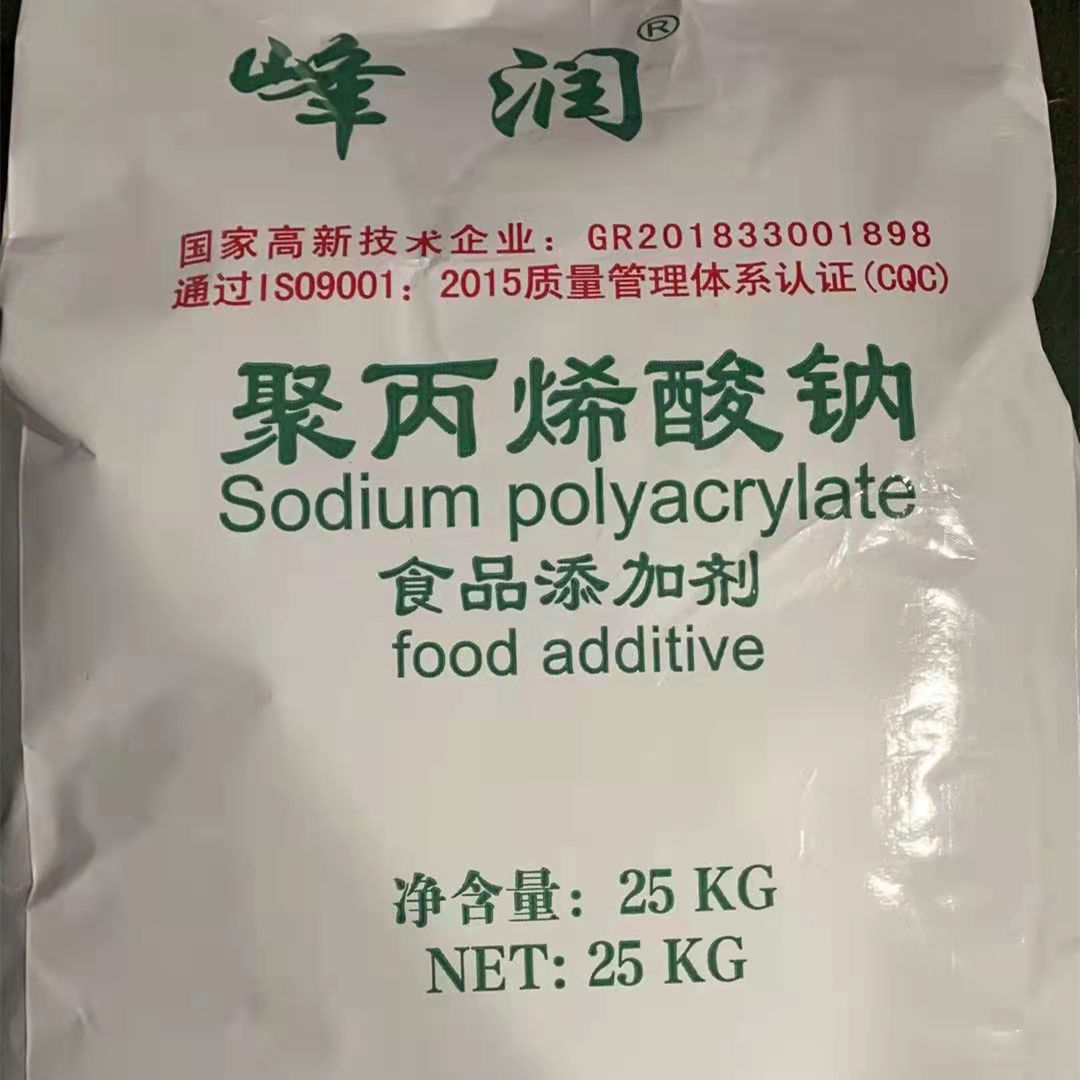 峰润®
国家高新技术企业：GR201833001898
通过ISO9001：2015质量管理体系认证(CQC)
聚丙烯酸钠
Sodium polyacrylate
食品添加剂
food additive
净含量：25 KG
NET: 25 KG